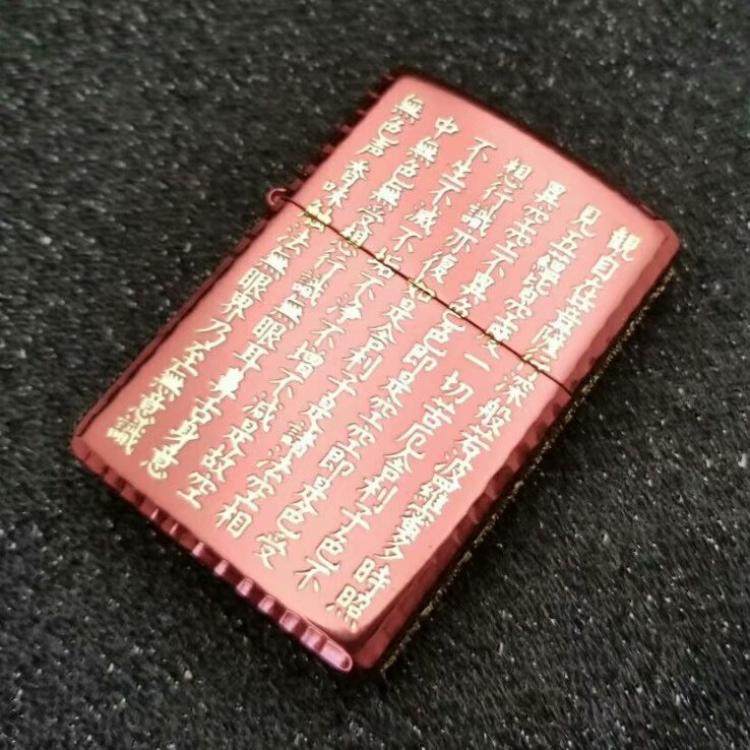 観自在菩薩行深般若波羅蜜多時照
見五蘊皆空度一切苦厄舎利子色不
異空空不異色色即是空空即是色受
想行識亦復如是舎利子是諸法空相
不生不滅不垢不浄不増不減是故空
中無色無受想行識無眼耳鼻舌身意
無色声香味触法無眼界乃至無意識